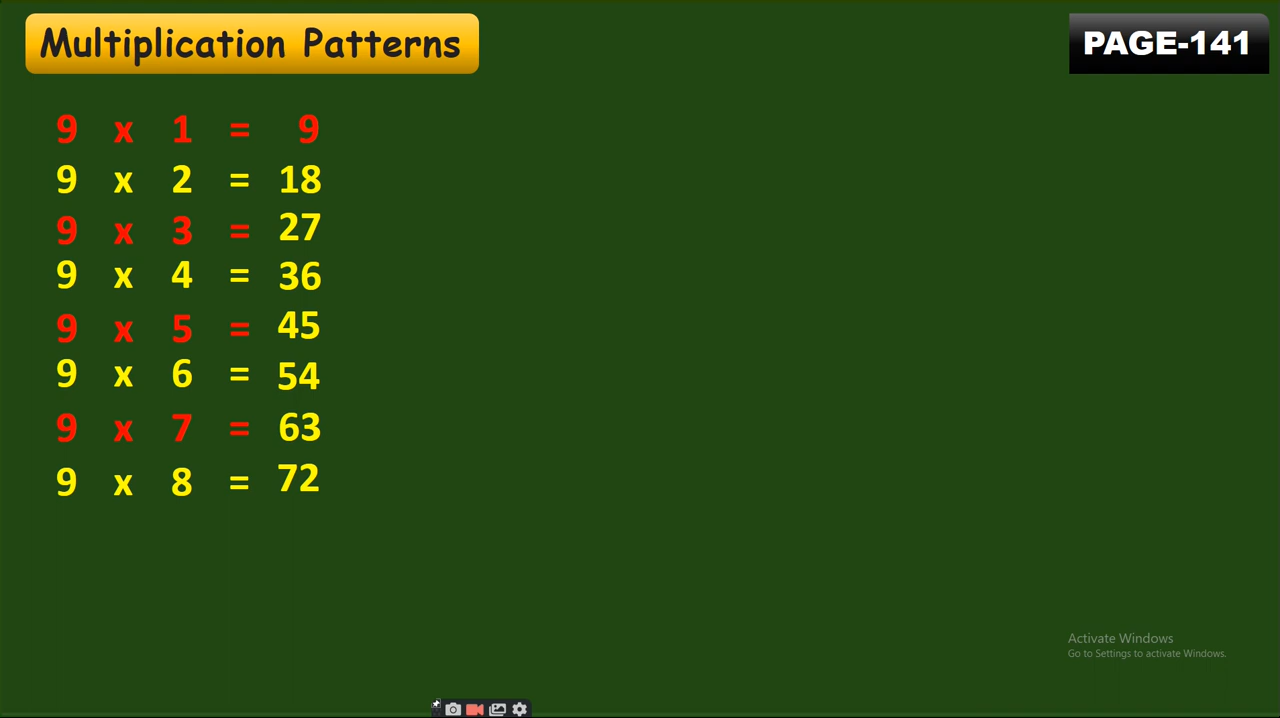 Multiplication Patterns
PAGE-141
9 x 1 = 9
9 x 2 = 18
9 x 3 = 27
9 x 4 = 36
9 x 5 = 45
9 x 6 = 54
9 x 7 = 63
9 x 8 = 72
Activate Windows
Go to Settings to activate Windows.